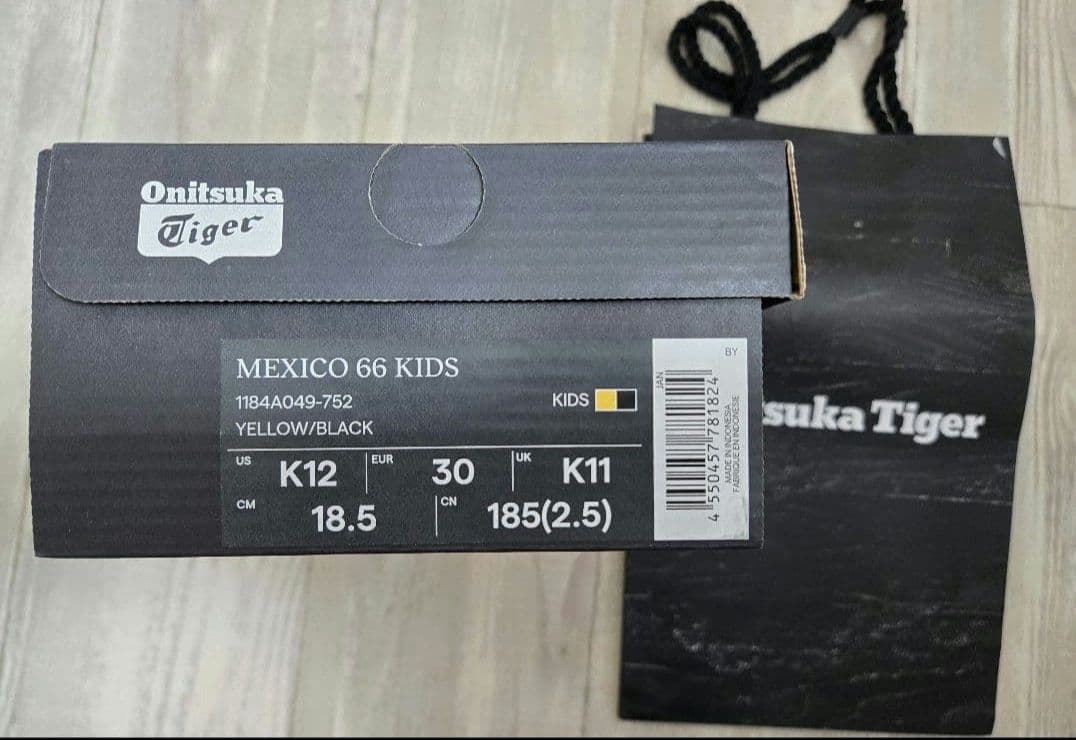 Onitsuka
Tiger
MEXICO 66 KIDS
1184A049-752
KIDS
YELLOW/BLACK
US K12 EUR 30 UK K11
CM 18.5 CN 185(2.5)
BY
JAN
4 550457 781824
MADE IN INDONESIA
FABRIQUE EN INDONESIE
suka Tiger